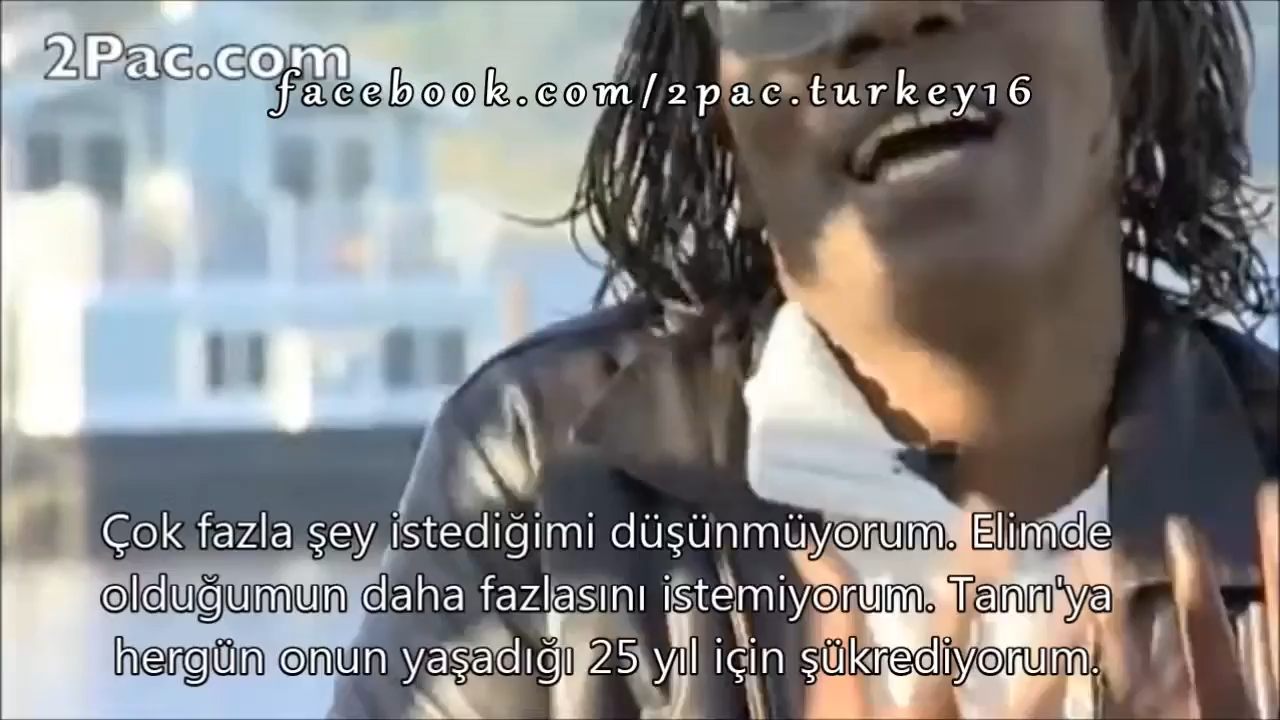 2Pac.com
facebook.com/2pac.turkey16
Çok fazla şey istediğimi düşünmüyorum. Elimde
olduğumun daha fazlasını istemiyorum. Tanrı'ya
hergün onun yaşadığı 25 yıl için şükrediyorum.